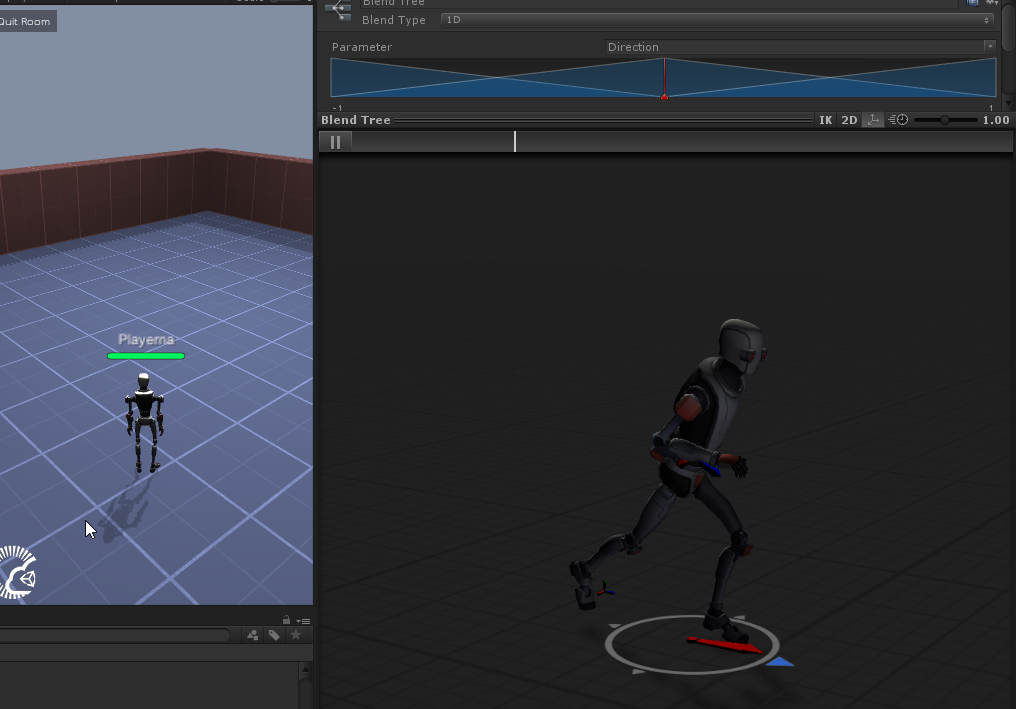 Quit Room
Blend Tree
Blend Type 1D
Parameter Direction
-1 1
Blend Tree IK 2D 1.00
Playerna